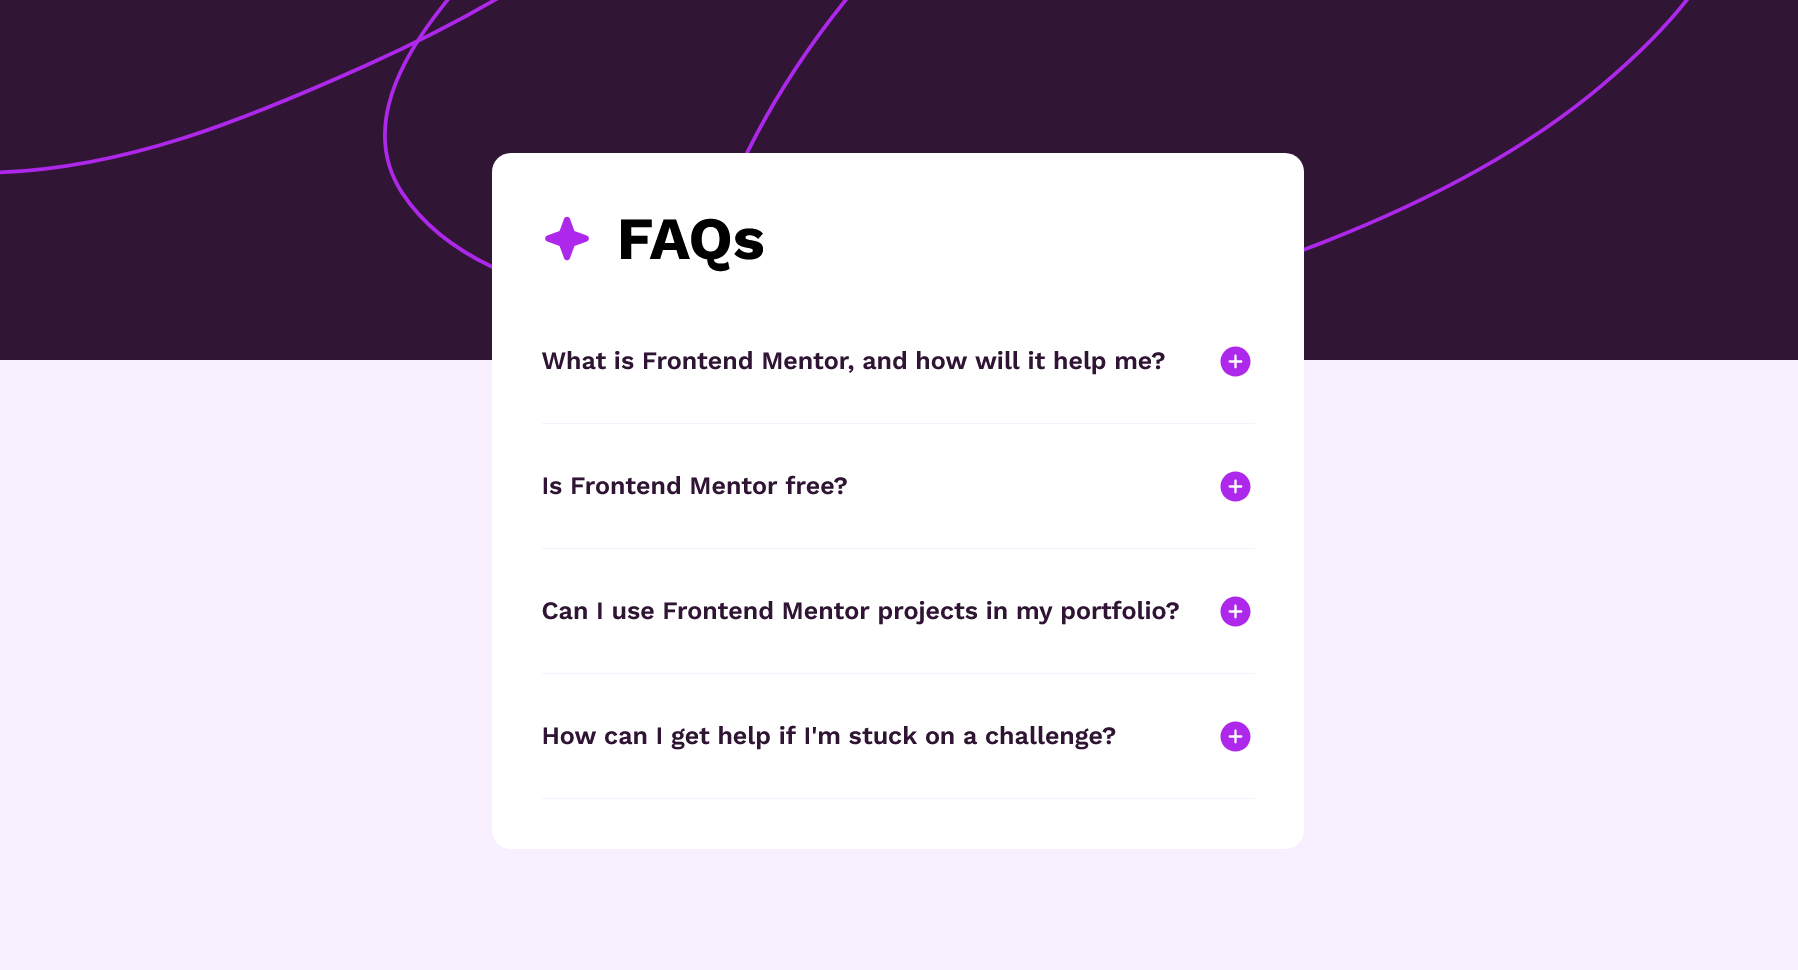 FAQs
What is Frontend Mentor, and how will it help me?
Is Frontend Mentor free?
Can I use Frontend Mentor projects in my portfolio?
How can I get help if I'm stuck on a challenge?